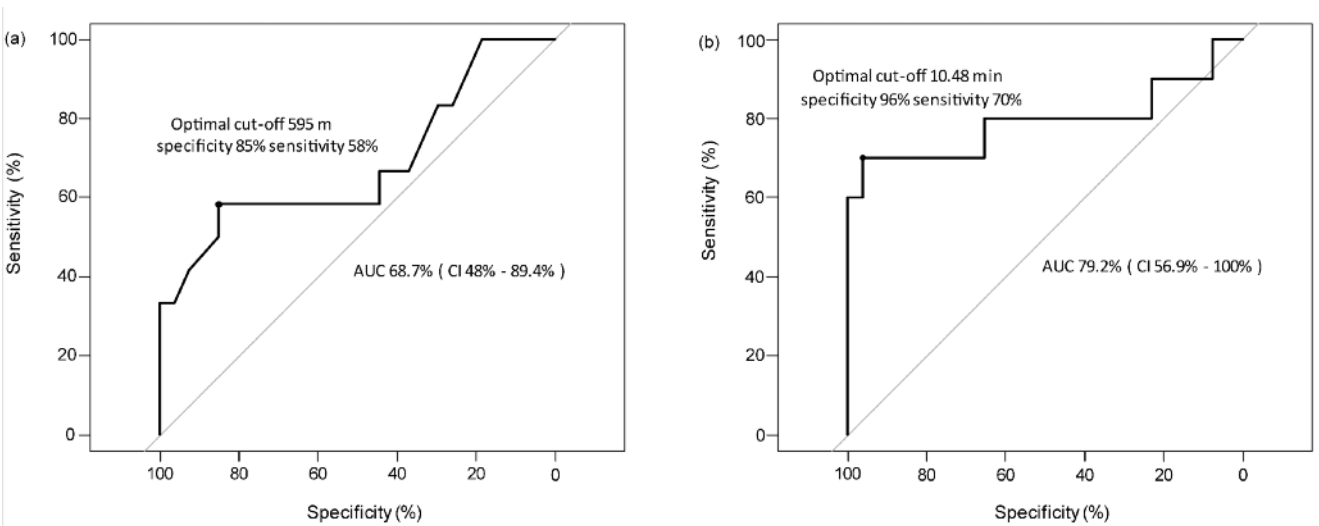 (a)
100
80
60
40
20
0
Sensitivity (%)
Optimal cut-off 595 m
specificity 85% sensitivity 58%
AUC 68.7% ( CI 48% - 89.4% )
100 80 60 40 20 0
Specificity (%)
(b)
100
80
60
40
20
0
Sensitivity (%)
Optimal cut-off 10.48 min
specificity 96% sensitivity 70%
AUC 79.2% ( CI 56.9% - 100% )
100 80 60 40 20 0
Specificity (%)